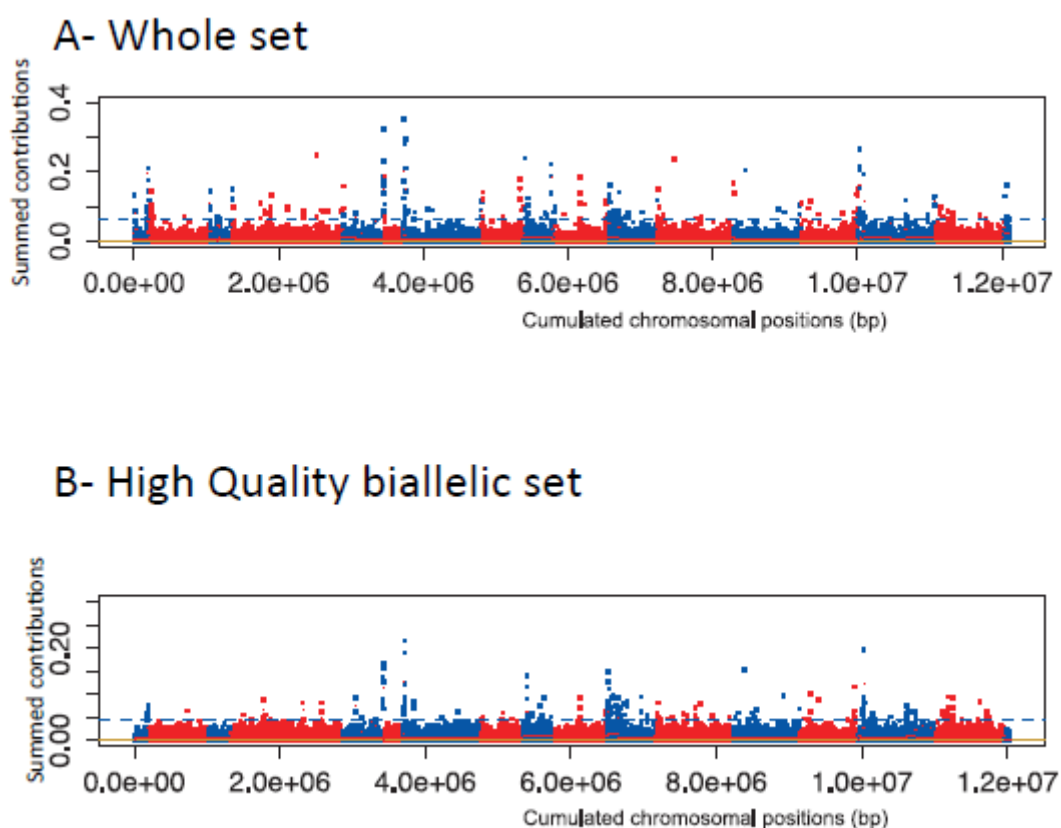 A- Whole set
Summed contributions
0.4
0.2
0.0
0.0e+00 2.0e+06 4.0e+06 6.0e+06 8.0e+06 1.0e+07 1.2e+07
Cumulated chromosomal positions (bp)
B- High Quality biallelic set
Summed contributions
0.20
0.00
0.0e+00 2.0e+06 4.0e+06 6.0e+06 8.0e+06 1.0e+07 1.2e+07
Cumulated chromosomal positions (bp)